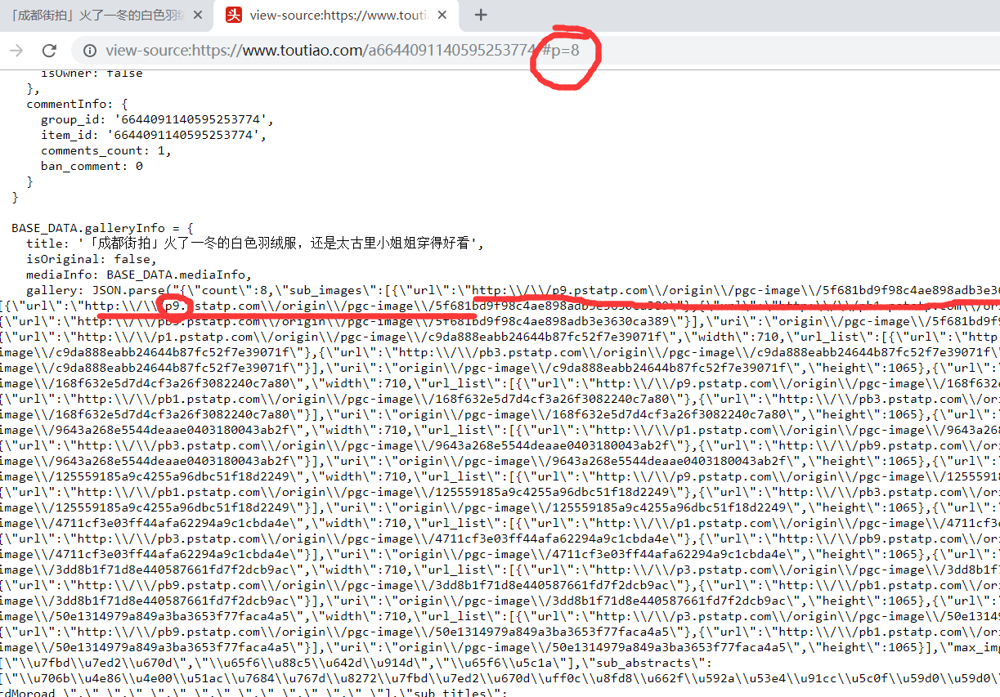 「成都街拍」火了一冬的白色羽绒
头 view-source:https://www.touti
view-source:https://www.toutiao.com/a6644091140595253774/#p=8
isOwner: false
},
commentInfo: {
group_id: '6644091140595253774',
item_id: '6644091140595253774',
comments_count: 1,
ban_comment: 0
}
}
BASE_DATA.galleryInfo = {
title: '「成都街拍」火了一冬的白色羽绒服，还是太古里小姐姐穿得好看',
isOriginal: false,
mediaInfo: BASE_DATA.mediaInfo,
gallery: JSON.parse("{\"count\":8,\"sub_images\":[{\"url\":\"http:\\/\\/p9.pstatp.com\\/origin\\/pgc-image\\/5f681bd9f98c4ae898adb3e36
[{\"url\":\"http:\\/\\/p9.pstatp.com\\/origin\\/pgc-image\\/5f681bd9f98c4ae898adb3e3630ca389\"},{\"url\":\"http:\\/\\/pb1.pstatp.com\\/or
{\"url\":\"http:\\/\\/pb3.pstatp.com\\/origin\\/pgc-image\\/5f681bd9f98c4ae898adb3e3630ca389\"}],\"uri\":\"origin\\/pgc-image\\/5f681bd9f9
{\"url\":\"http:\\/\\/p1.pstatp.com\\/origin\\/pgc-image\\/c9da888eabb24644b87fc52f7e39071f\",\"width\":710,\"url_list\":[{\"url\":\"http
image\\/c9da888eabb24644b87fc52f7e39071f\"},{\"url\":\"http:\\/\\/pb3.pstatp.com\\/origin\\/pgc-image\\/c9da888eabb24644b87fc52f7e39071f\"
image\\/c9da888eabb24644b87fc52f7e39071f\"}],\"uri\":\"origin\\/pgc-image\\/c9da888eabb24644b87fc52f7e39071f\",\"height\":1065},{\"url\":
image\\/168f632e5d7d4cf3a26f3082240c7a80\",\"width\":710,\"url_list\":[{\"url\":\"http:\\/\\/p9.pstatp.com\\/origin\\/pgc-image\\/168f632
{\"url\":\"http:\\/\\/pb1.pstatp.com\\/origin\\/pgc-image\\/168f632e5d7d4cf3a26f3082240c7a80\"},{\"url\":\"http:\\/\\/pb3.pstatp.com\\/or
image\\/168f632e5d7d4cf3a26f3082240c7a80\"}],\"uri\":\"origin\\/pgc-image\\/168f632e5d7d4cf3a26f3082240c7a80\",\"height\":1065},{\"url\":
image\\/9643a268e5544deaae0403180043ab2f\",\"width\":710,\"url_list\":[{\"url\":\"http:\\/\\/p1.pstatp.com\\/origin\\/pgc-image\\/9643a26
{\"url\":\"http:\\/\\/pb3.pstatp.com\\/origin\\/pgc-image\\/9643a268e5544deaae0403180043ab2f\"},{\"url\":\"http:\\/\\/pb9.pstatp.com\\/or
image\\/9643a268e5544deaae0403180043ab2f\"}],\"uri\":\"origin\\/pgc-image\\/9643a268e5544deaae0403180043ab2f\",\"height\":1065},{\"url\":
image\\/125559185a9c4255a96dbc51f18d2249\",\"width\":710,\"url_list\":[{\"url\":\"http:\\/\\/p9.pstatp.com\\/origin\\/pgc-image\\/1255591
{\"url\":\"http:\\/\\/pb1.pstatp.com\\/origin\\/pgc-image\\/125559185a9c4255a96dbc51f18d2249\"},{\"url\":\"http:\\/\\/pb3.pstatp.com\\/or
image\\/125559185a9c4255a96dbc51f18d2249\"}],\"uri\":\"origin\\/pgc-image\\/125559185a9c4255a96dbc51f18d2249\",\"height\":1065},{\"url\":
image\\/4711cf3e03ff44afa62294a9c1cbda4e\",\"width\":710,\"url_list\":[{\"url\":\"http:\\/\\/p1.pstatp.com\\/origin\\/pgc-image\\/4711cf3
{\"url\":\"http:\\/\\/pb3.pstatp.com\\/origin\\/pgc-image\\/4711cf3e03ff44afa62294a9c1cbda4e\"},{\"url\":\"http:\\/\\/pb9.pstatp.com\\/or
image\\/4711cf3e03ff44afa62294a9c1cbda4e\"}],\"uri\":\"origin\\/pgc-image\\/4711cf3e03ff44afa62294a9c1cbda4e\",\"height\":1065},{\"url\":
image\\/3dd8b1f71d8e440587661fd7f2dcb9ac\",\"width\":710,\"url_list\":[{\"url\":\"http:\\/\\/p3.pstatp.com\\/origin\\/pgc-image\\/3dd8b1f
{\"url\":\"http:\\/\\/pb9.pstatp.com\\/origin\\/pgc-image\\/3dd8b1f71d8e440587661fd7f2dcb9ac\"},{\"url\":\"http:\\/\\/pb1.pstatp.com\\/or
image\\/3dd8b1f71d8e440587661fd7f2dcb9ac\"}],\"uri\":\"origin\\/pgc-image\\/3dd8b1f71d8e440587661fd7f2dcb9ac\",\"height\":1065},{\"url\":
image\\/50e1314979a849a3ba3653f77faca4a5\",\"width\":710,\"url_list\":[{\"url\":\"http:\\/\\/p3.pstatp.com\\/origin\\/pgc-image\\/50e1314
{\"url\":\"http:\\/\\/pb9.pstatp.com\\/origin\\/pgc-image\\/50e1314979a849a3ba3653f77faca4a5\"},{\"url\":\"http:\\/\\/pb1.pstatp.com\\/or
image\\/50e1314979a849a3ba3653f77faca4a5\"}],\"uri\":\"origin\\/pgc-image\\/50e1314979a849a3ba3653f77faca4a5\",\"height\":1065}],\"max_img
[\"\\u7fbd\\u7ed2\\u670d\",\"\\u65f6\\u88c5\\u642d\\u914d\",\"\\u65f6\\u5c1a\"],\"sub_abstracts\":
[\"\\u706b\\u4e86\\u4e00\\u51ac\\u7684\\u767d\\u8272\\u7fbd\\u7ed2\\u670d\\uff0c\\u8fd8\\u662f\\u592a\\u53e4\\u91cc\\u5c0f\\u59d0\\u59d0
cdMoroad \",\" \",\" \",\" \",\" \",\" \",\" \",\" \"],\"sub_titles\":